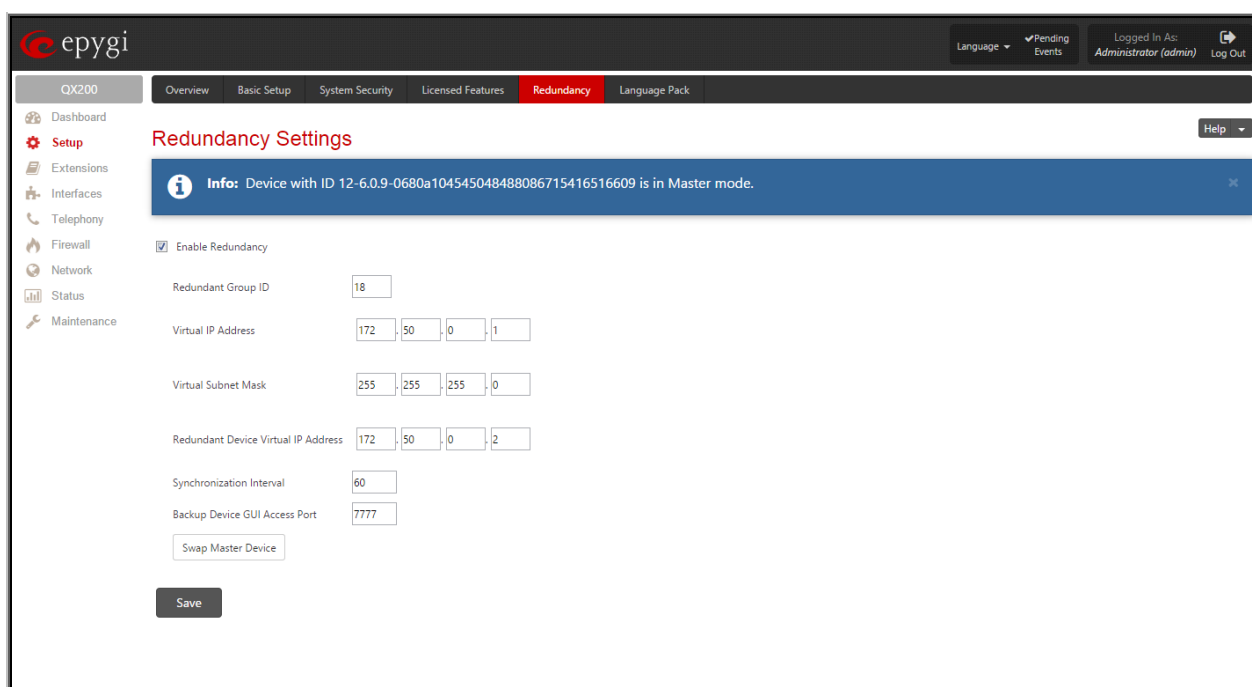 epygi
Language
Pending Events
Logged In As:
Administrator (admin)
Log Out
QX200
Overview Basic Setup System Security Licensed Features Redundancy Language Pack
Dashboard
Setup
Extensions
Interfaces
Telephony
Firewall
Network
Status
Maintenance
Redundancy Settings
Help
Info: Device with ID 12-6.0.9-0680a10454504848808671541651​6609 is in Master mode.
Enable Redundancy
Redundant Group ID 18
Virtual IP Address 172 . 50 . 0 . 1
Virtual Subnet Mask 255 . 255 . 255 . 0
Redundant Device Virtual IP Address 172 . 50 . 0 . 2
Synchronization Interval 60
Backup Device GUI Access Port 7777
Swap Master Device
Save